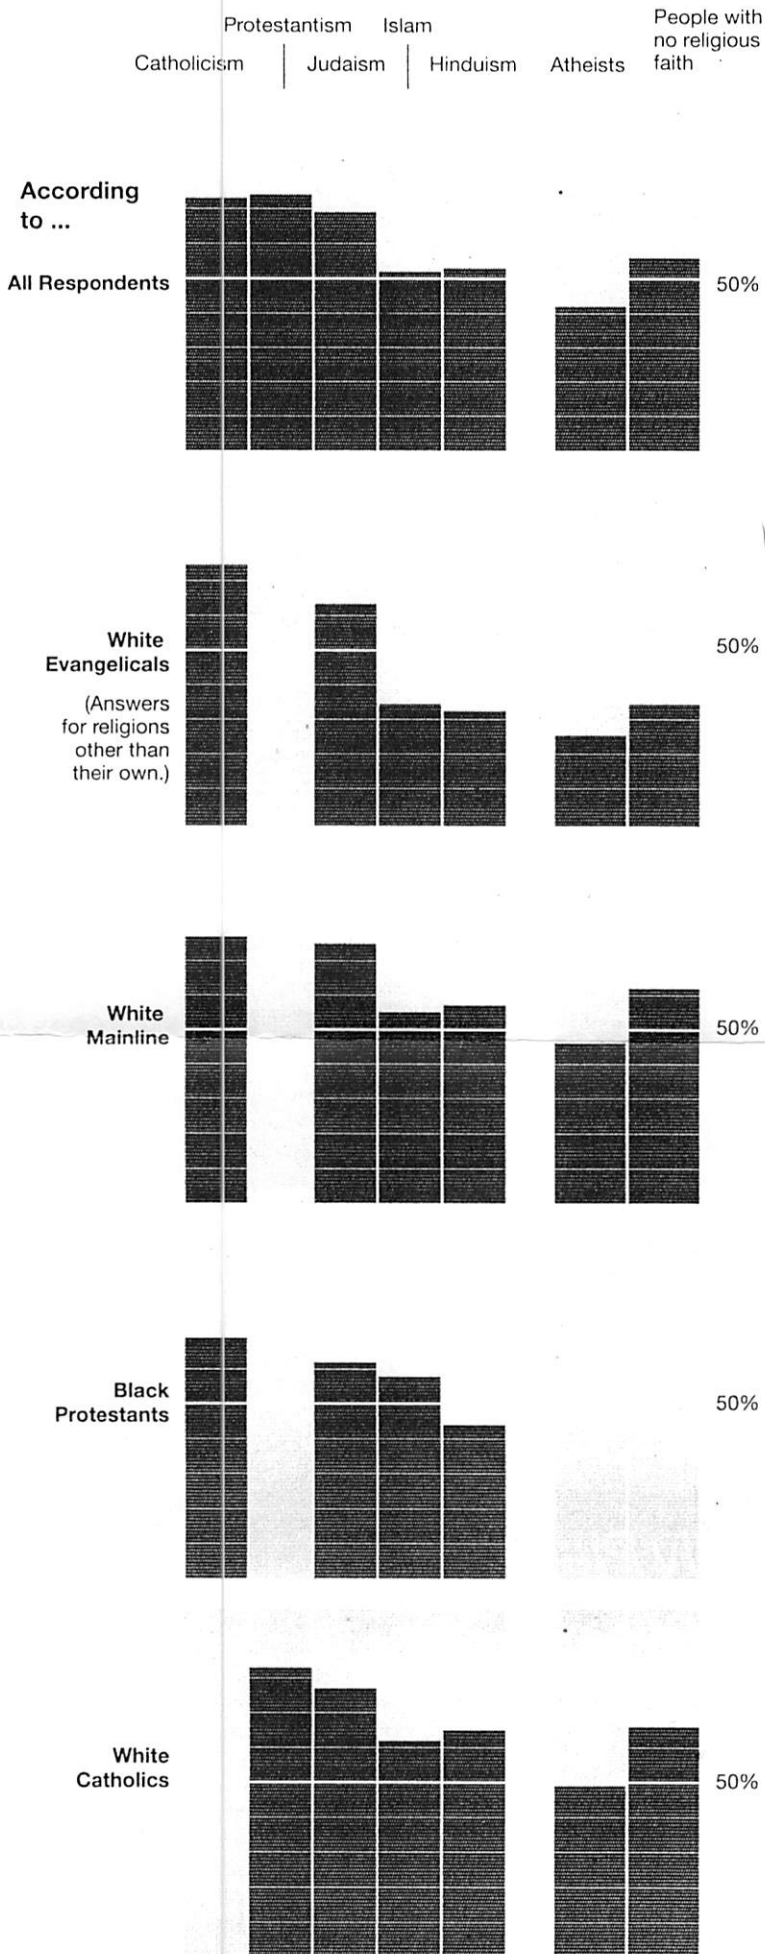 Protestantism Islam People with
no religious
faith
Catholicism Judaism Hinduism Atheists
According
to ...
All Respondents 50%
White
Evangelicals
50%
(Answers
for religions
other than
their own.)
White
Mainline
50%
Black
Protestants
50%
White
Catholics
50%